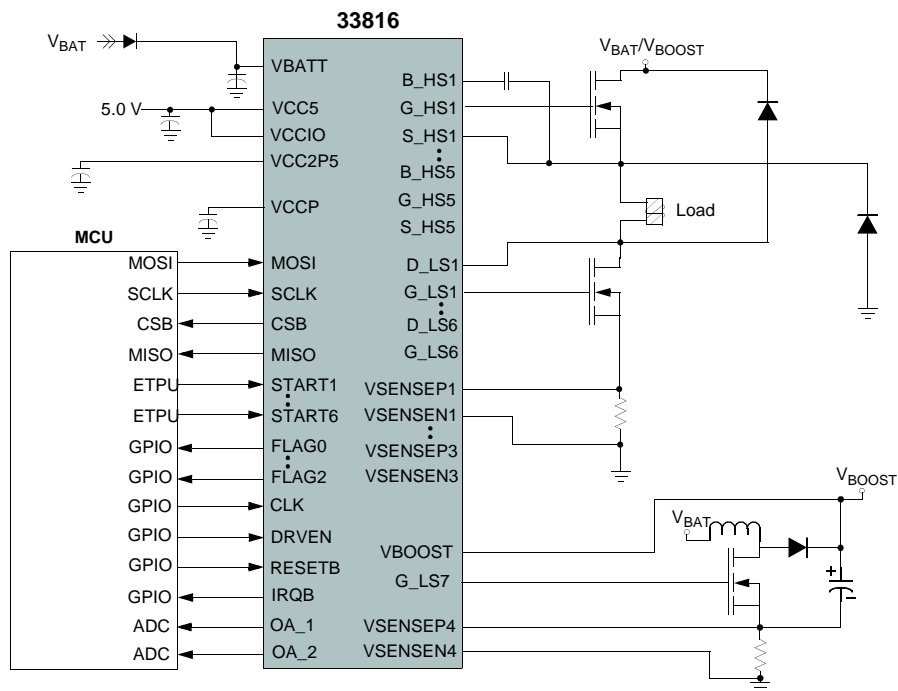 33816
VBAT
5.0 V
VBATT
VCC5
VCCIO
VCC2P5
VCCP
MCU
MOSI
SCLK
CSB
MISO
ETPU
ETPU
GPIO
GPIO
GPIO
GPIO
GPIO
GPIO
ADC
ADC
MOSI
SCLK
CSB
MISO
START1
START6
FLAG0
FLAG2
CLK
DRVEN
RESETB
IRQB
OA_1
OA_2
B_HS1
G_HS1
S_HS1
B_HS5
G_HS5
S_HS5
D_LS1
G_LS1
D_LS6
G_LS6
VSENSEP1
VSENSEN1
VSENSEP3
VSENSEN3
VBOOST
G_LS7
VSENSEP4
VSENSEN4
VBAT/VBOOST
Load
VBOOST
VBAT
+
-